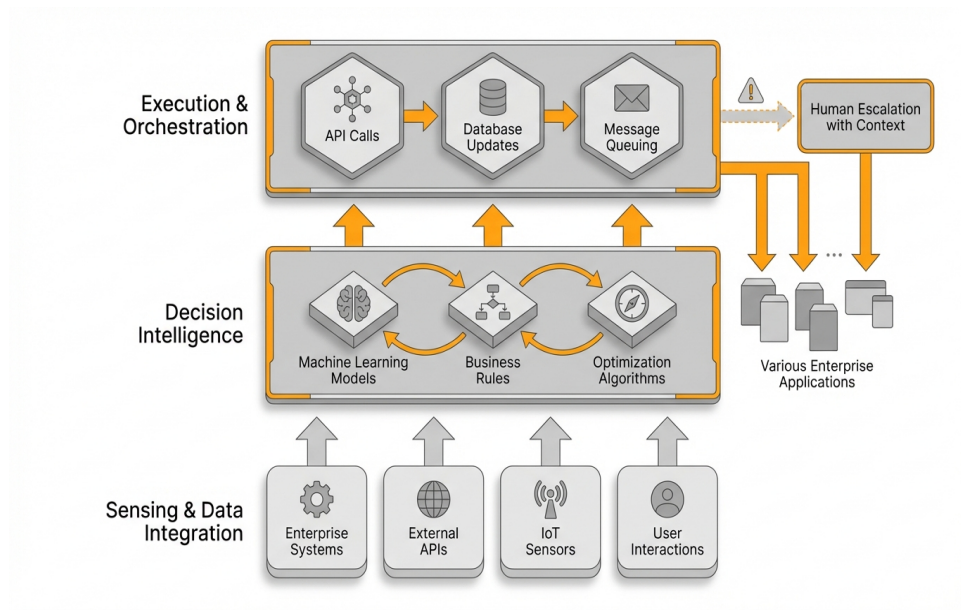 Execution &
Orchestration
API Calls
Database
Updates
Message
Queuing
!
Human Escalation
with Context
Decision
Intelligence
Machine Learning
Models
Business
Rules
Optimization
Algorithms
...
Various Enterprise
Applications
Sensing & Data
Integration
Enterprise
Systems
External
APIs
IoT
Sensors
User
Interactions